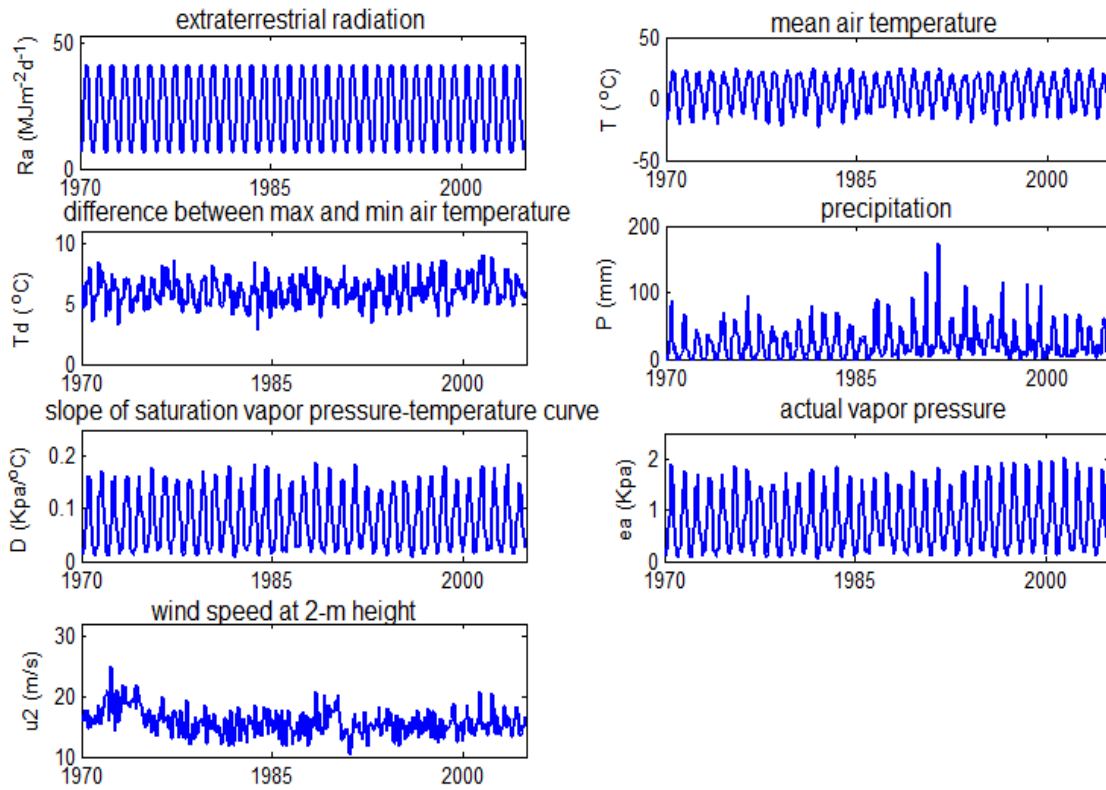 extraterrestrial radiation
50
0
Ra (MJm⁻²d⁻¹)
1970 1985 2000
mean air temperature
50
0
-50
T (°C)
1970 1985 2000
difference between max and min air temperature
10
5
0
Td (°C)
1970 1985 2000
precipitation
200
100
0
P (mm)
1970 1985 2000
slope of saturation vapor pressure-temperature curve
0.2
0.1
0
D (Kpa/°C)
1970 1985 2000
actual vapor pressure
2
1
0
ea (Kpa)
1970 1985 2000
wind speed at 2-m height
30
20
10
u2 (m/s)
1970 1985 2000